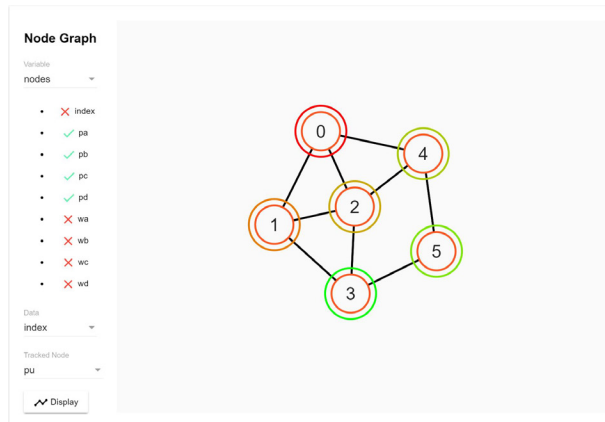 Node Graph
Variable
nodes
index
pa
pb
pc
pd
wa
wb
wc
wd
Data
index
Tracked Node
pu
Display
0
4
2
1
5
3